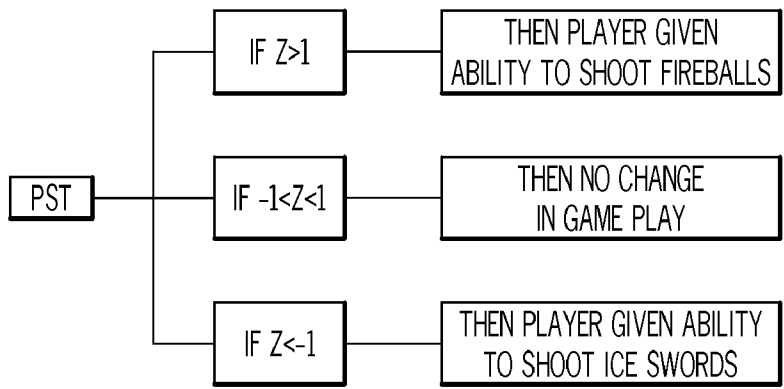 PST
IF Z>1
THEN PLAYER GIVEN
ABILITY TO SHOOT FIREBALLS
IF -1<Z<1
THEN NO CHANGE
IN GAME PLAY
IF Z<-1
THEN PLAYER GIVEN ABILITY
TO SHOOT ICE SWORDS